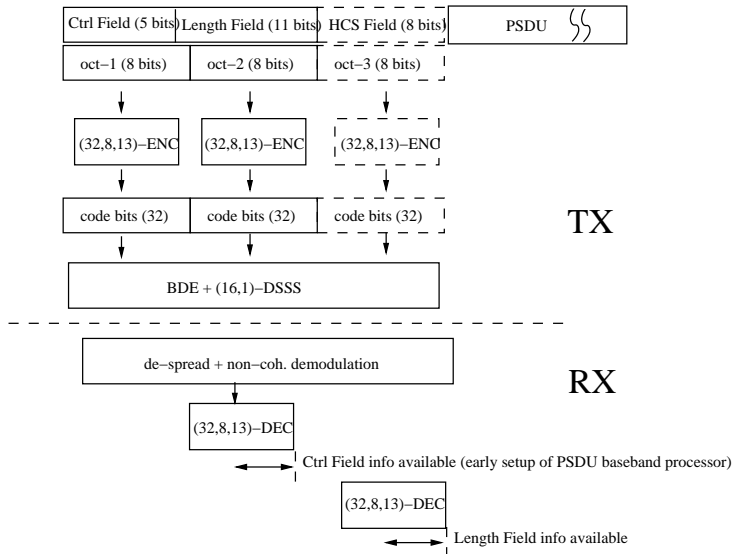 Ctrl Field (5 bits) Length Field (11 bits) HCS Field (8 bits) PSDU
oct−1 (8 bits) oct−2 (8 bits) oct−3 (8 bits)
(32,8,13)−ENC (32,8,13)−ENC (32,8,13)−ENC
code bits (32) code bits (32) code bits (32)
TX
BDE + (16,1)−DSSS
de−spread + non−coh. demodulation
RX
(32,8,13)−DEC
Ctrl Field info available (early setup of PSDU baseband processor)
(32,8,13)−DEC
Length Field info available